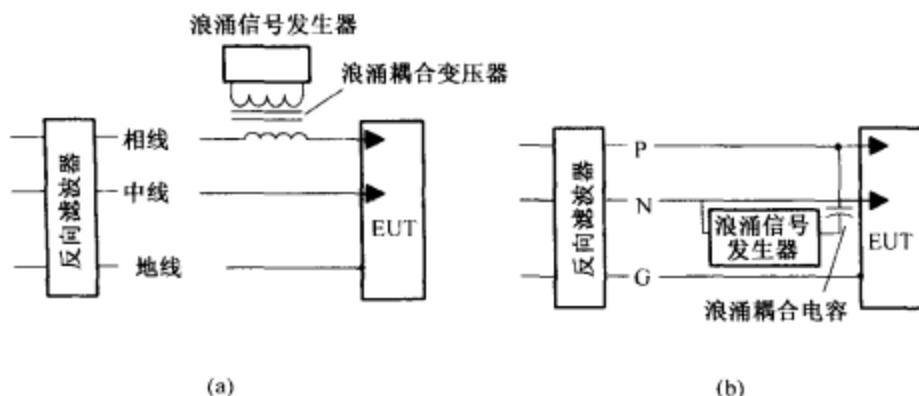 浪涌信号发生器
浪涌耦合变压器
反向滤波器
相线
中线
地线
EUT
(a)
反向滤波器
P
N
G
浪涌信号
发生器
EUT
浪涌耦合电容
(b)